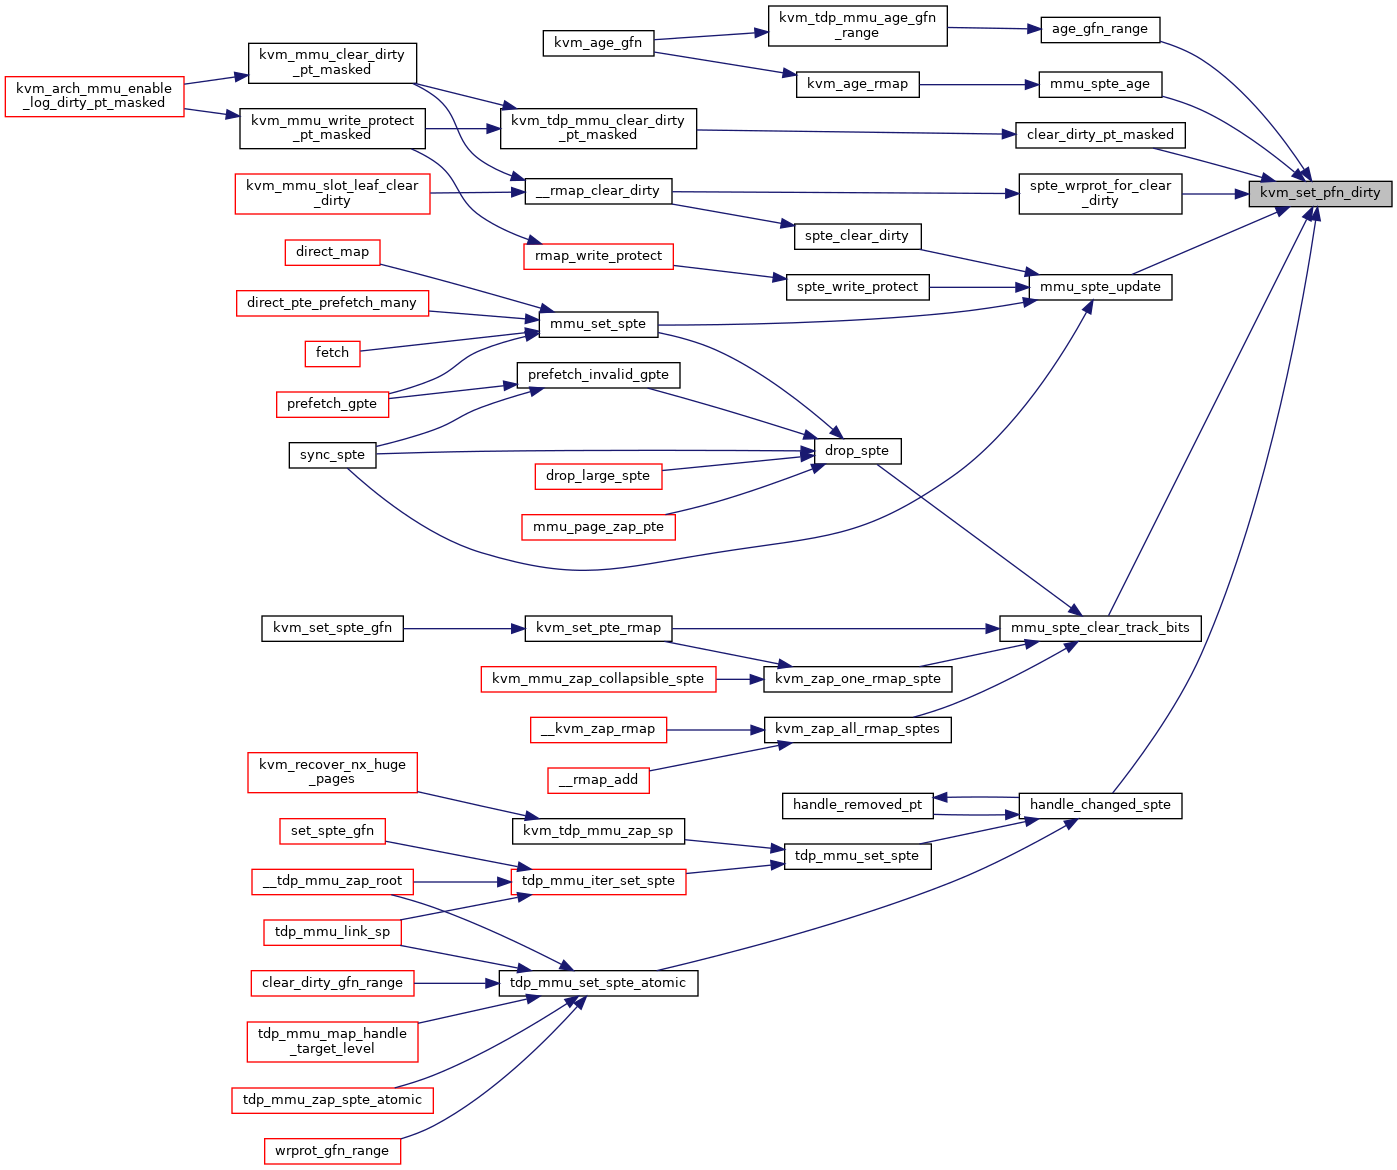 kvm_tdp_mmu_age_gfn
_range
age_gfn_range
kvm_age_gfn
kvm_mmu_clear_dirty
_pt_masked
kvm_arch_mmu_enable
_log_dirty_pt_masked
kvm_age_rmap
mmu_spte_age
kvm_mmu_write_protect
_pt_masked
kvm_tdp_mmu_clear_dirty
_pt_masked
clear_dirty_pt_masked
kvm_mmu_slot_leaf_clear
_dirty
__rmap_clear_dirty
spte_wrprot_for_clear
_dirty
kvm_set_pfn_dirty
spte_clear_dirty
direct_map
rmap_write_protect
spte_write_protect
mmu_spte_update
direct_pte_prefetch_many
mmu_set_spte
fetch
prefetch_invalid_gpte
prefetch_gpte
sync_spte
drop_spte
drop_large_spte
mmu_page_zap_pte
kvm_set_spte_gfn
kvm_set_pte_rmap
mmu_spte_clear_track_bits
kvm_mmu_zap_collapsible_spte
kvm_zap_one_rmap_spte
__kvm_zap_rmap
kvm_zap_all_rmap_sptes
kvm_recover_nx_huge
_pages
__rmap_add
handle_removed_pt
handle_changed_spte
set_spte_gfn
kvm_tdp_mmu_zap_sp
tdp_mmu_set_spte
__tdp_mmu_zap_root
tdp_mmu_iter_set_spte
tdp_mmu_link_sp
clear_dirty_gfn_range
tdp_mmu_set_spte_atomic
tdp_mmu_map_handle
_target_level
tdp_mmu_zap_spte_atomic
wrprot_gfn_range